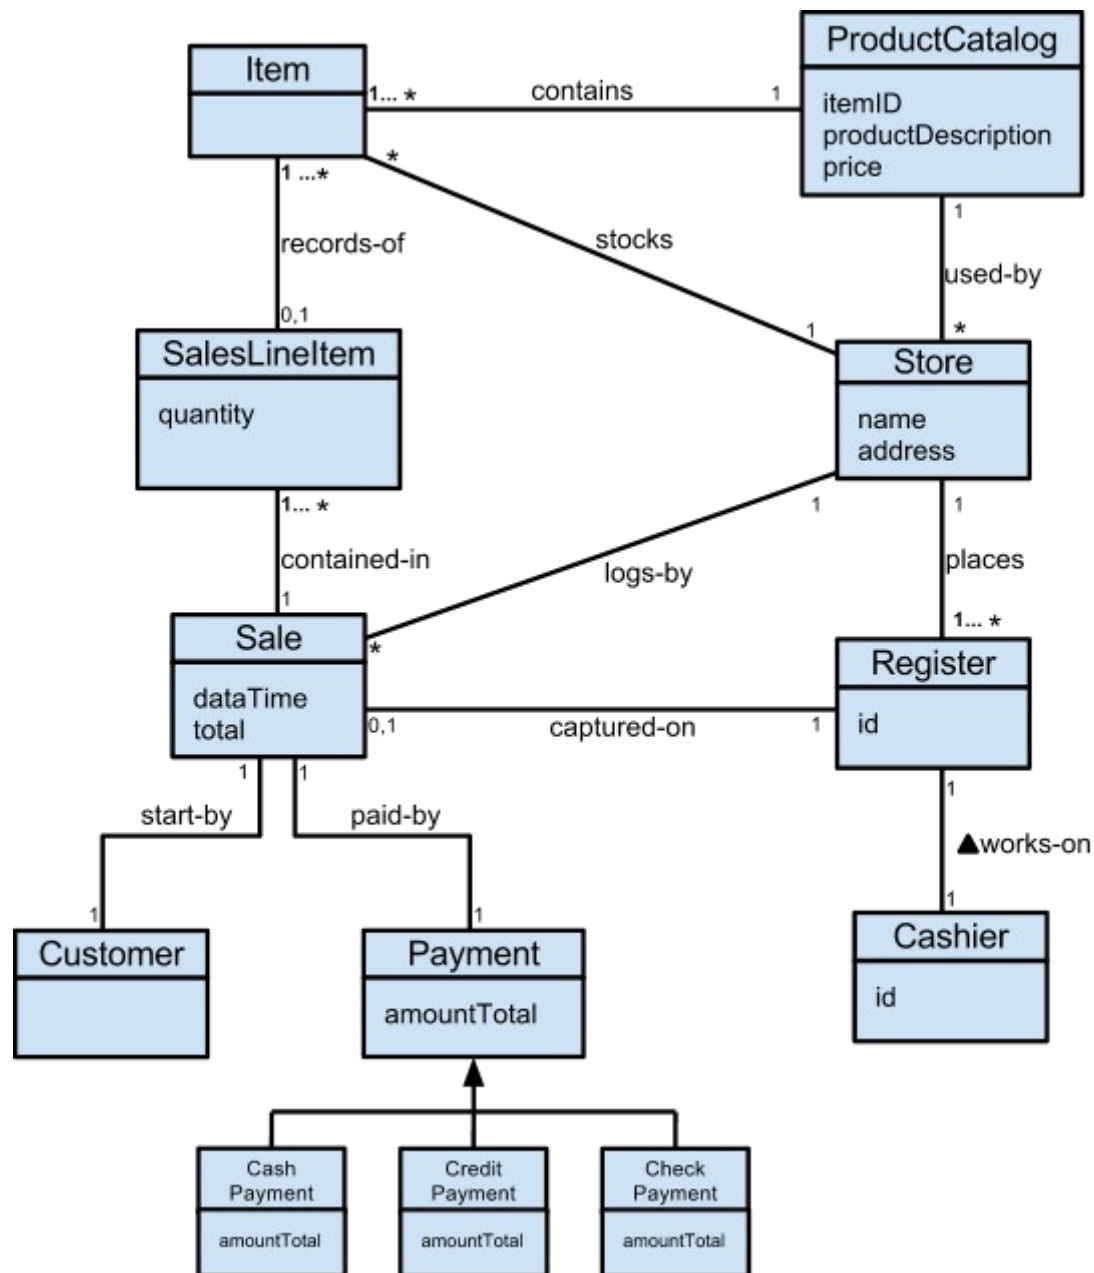 ProductCatalog
Item
1... *
contains
1
itemID
productDescription
price
*
1 ...*
1
records-of
stocks
used-by
0,1
1
*
SalesLineItem
Store
quantity
name
address
1... *
1
1
contained-in
logs-by
places
1
1... *
Sale
*
Register
dataTime
total
0,1
captured-on
1
id
1
1
1
start-by
paid-by
▲works-on
1
1
1
Customer
Payment
Cashier
amountTotal
id
Cash
Payment
Credit
Payment
Check
Payment
amountTotal
amountTotal
amountTotal